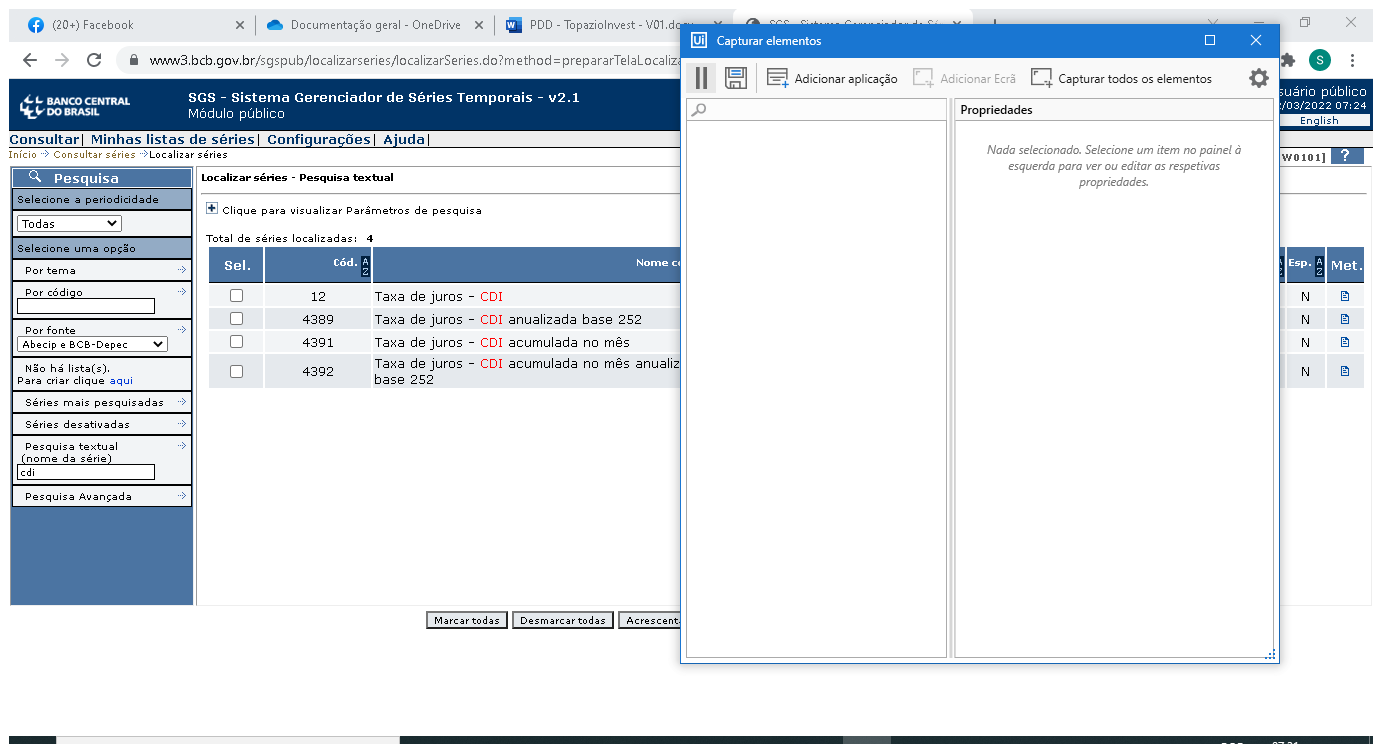 (20+) Facebook
Documentação geral - OneDrive
PDD - TopazioInvest - V01.docx
www3.bcb.gov.br/sgspub/localizarseries/localizarSeries.do?method=prepararTelaLocaliza
S
BANCO CENTRAL
DO BRASIL
SGS - Sistema Gerenciador de Séries Temporais - v2.1
Módulo público
suário público
/03/2022 07:24
English
Consultar| Minhas listas de séries| Configurações| Ajuda|
Início Consultar séries Localizar séries
W0101] ?
Pesquisa
Selecione a periodicidade
Todas
Selecione uma opção
Por tema
Por código
Por fonte
Abecip e BCB-Depec
Não há lista(s).
Para criar clique aqui
Séries mais pesquisadas
Séries desativadas
Pesquisa textual
(nome da série)
cdi
Pesquisa Avançada
Localizar séries - Pesquisa textual
Clique para visualizar Parâmetros de pesquisa
Total de séries localizadas: 4
Sel. Cód. A Z Nome co Esp. A Z Met.
12 Taxa de juros - CDI N
4389 Taxa de juros - CDI anualizada base 252 N
4391 Taxa de juros - CDI acumulada no mês N
4392 Taxa de juros - CDI acumulada no mês anualiz N
base 252
Marcar todas Desmarcar todas Acrescent
Ui Capturar elementos
Adicionar aplicação Adicionar Ecrã Capturar todos os elementos
Propriedades
Nada selecionado. Selecione um item no painel à
esquerda para ver ou editar as respetivas
propriedades.